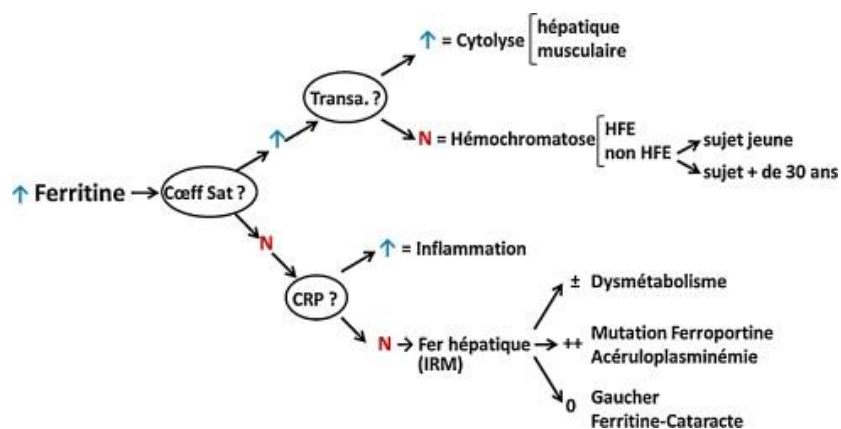 ↑ = Cytolyse
hépatique
musculaire
Transa. ?
↑
N = Hémochromatose
HFE
non HFE
sujet jeune
sujet + de 30 ans
↑ Ferritine → Cœff Sat ?
N
↑ = Inflammation
CRP ?
± Dysmétabolisme
N → Fer hépatique
(IRM)
++ Mutation Ferroportine
Acéruloplasminémie
0 Gaucher
Ferritine-Cataracte